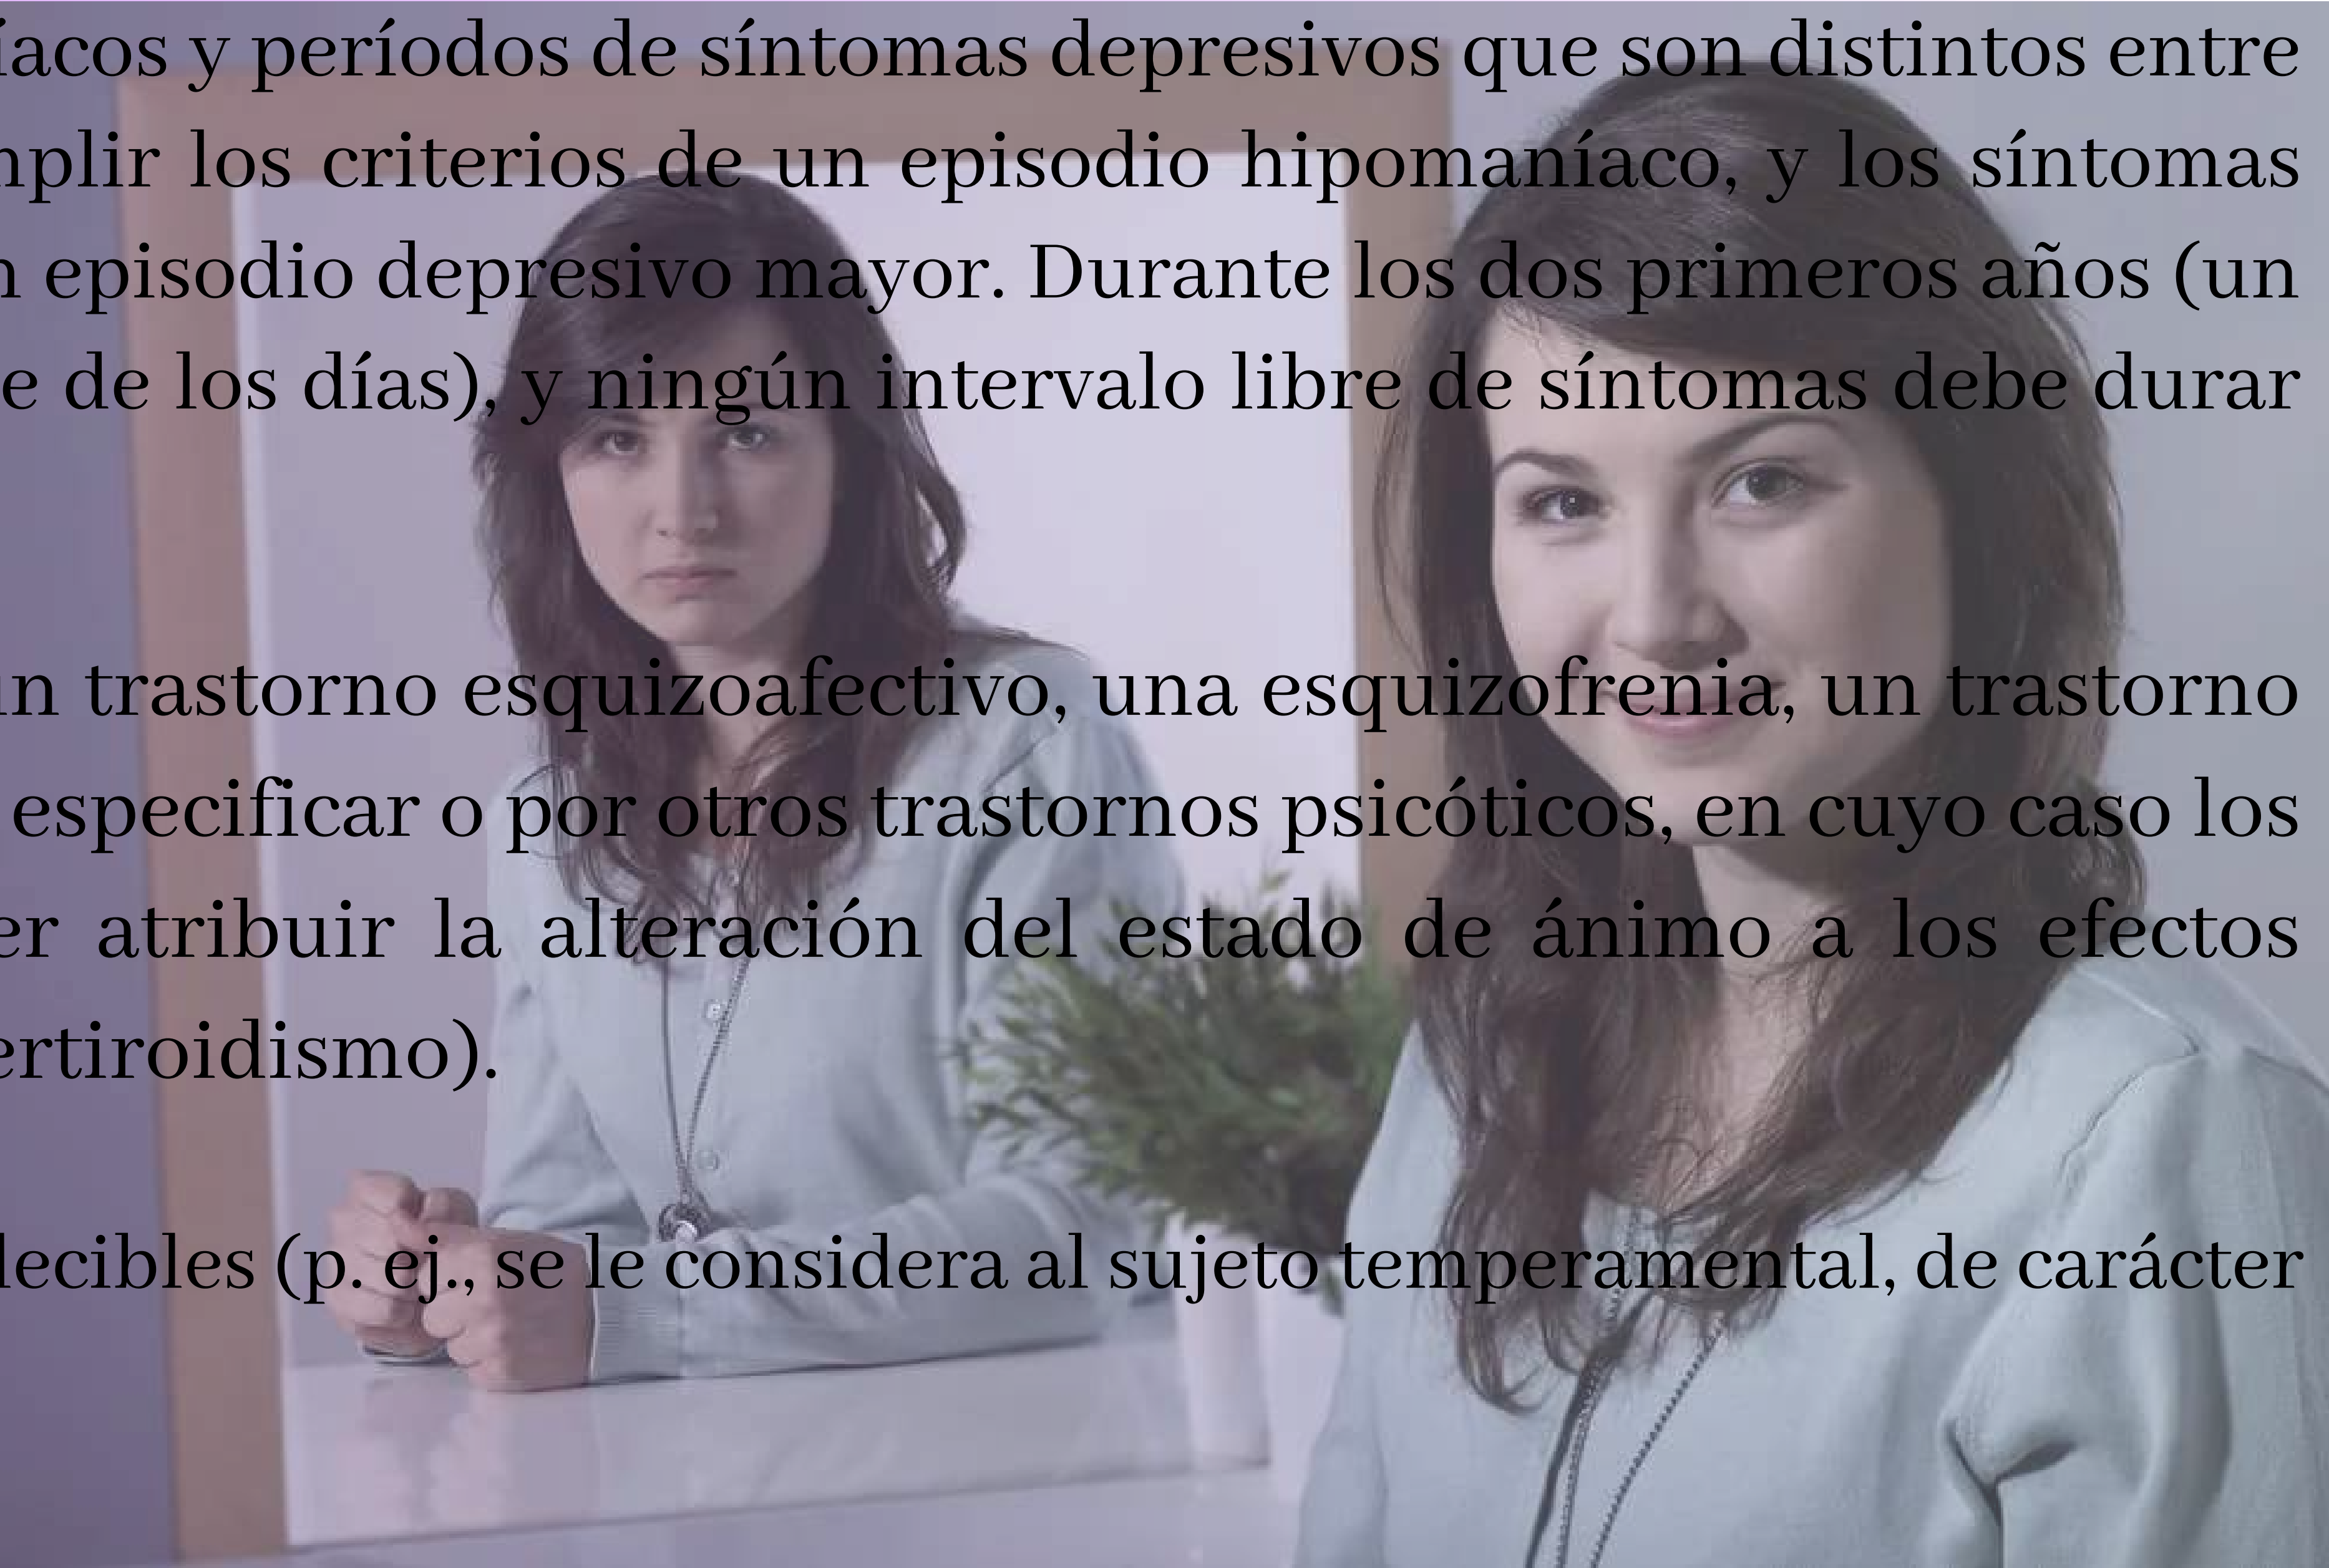 íacos y períodos de síntomas depresivos que son distintos entre
mplir los criterios de un episodio hipomaníaco, y los síntomas
n episodio depresivo mayor. Durante los dos primeros años (un
e de los días), y ningún intervalo libre de síntomas debe durar
un trastorno esquizoafectivo, una esquizofrenia, un trastorno
especificar o por otros trastornos psicóticos, en cuyo caso los
er atribuir la alteración del estado de ánimo a los efectos
ertiroidismo).
decibles (p. ej., se le considera al sujeto temperamental, de carácter